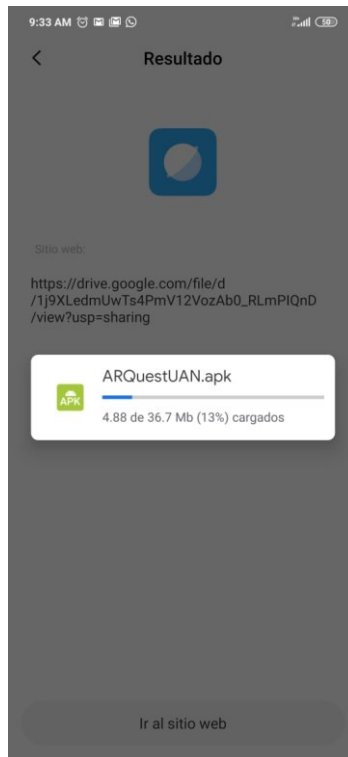 9:33 AM
50
Resultado
Sitio web:
https://drive.google.com/file/d
/1j9XLedmUwTs4PmV12VozAb0_RLmPIQnD
/view?usp=sharing
ARQuestUAN.apk
APK
4.88 de 36.7 Mb (13%) cargados
Ir al sitio web